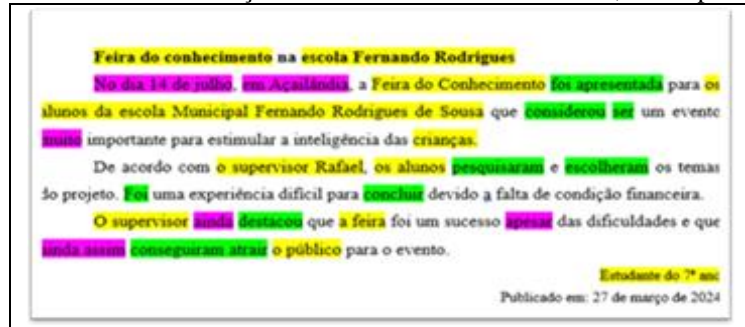 Feira do conhecimento na escola Fernando Rodrigues
No dia 14 de julho, em Açailândia, a Feira do Conhecimento foi apresentada para os
alunos da escola Municipal Fernando Rodrigues de Sousa que considerou ser um evento
muito importante para estimular a inteligência das crianças.
De acordo com o supervisor Rafael, os alunos pesquisaram e escolheram os temas
do projeto. Foi uma experiência difícil para concluir devido a falta de condição financeira.
O supervisor ainda destacou que a feira foi um sucesso apesar das dificuldades e que
ainda assim conseguiram atrair o público para o evento.
Estudante do 7º ano
Publicado em: 27 de março de 2024